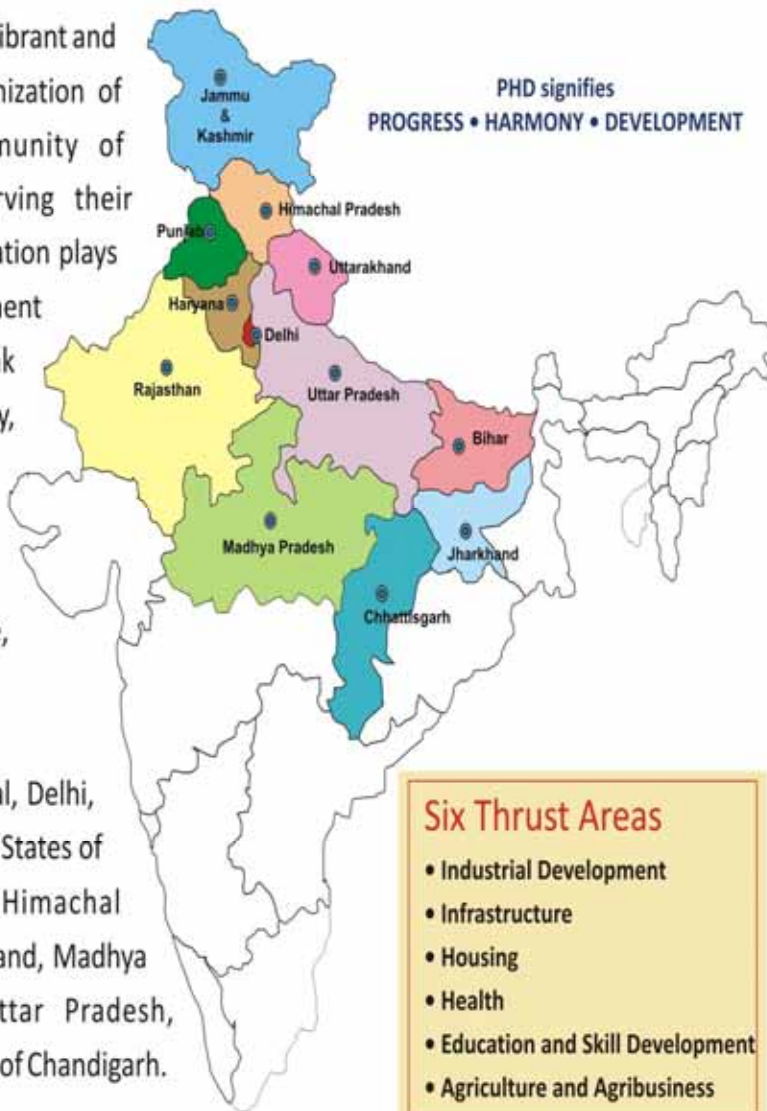 ibrant and
nization of
munity of
rving their
ation plays
nent
nk
y,
e,
al, Delhi,
States of
Himachal
and, Madhya
ttar Pradesh,
of Chandigarh.
PHD signifies
PROGRESS • HARMONY • DEVELOPMENT
Jammu
&
Kashmir
Himachal Pradesh
Punjab
Uttarakhand
Haryana
Delhi
Rajasthan
Uttar Pradesh
Bihar
Madhya Pradesh
Jharkhand
Chhattisgarh
Six Thrust Areas
• Industrial Development
• Infrastructure
• Housing
• Health
• Education and Skill Development
• Agriculture and Agribusiness